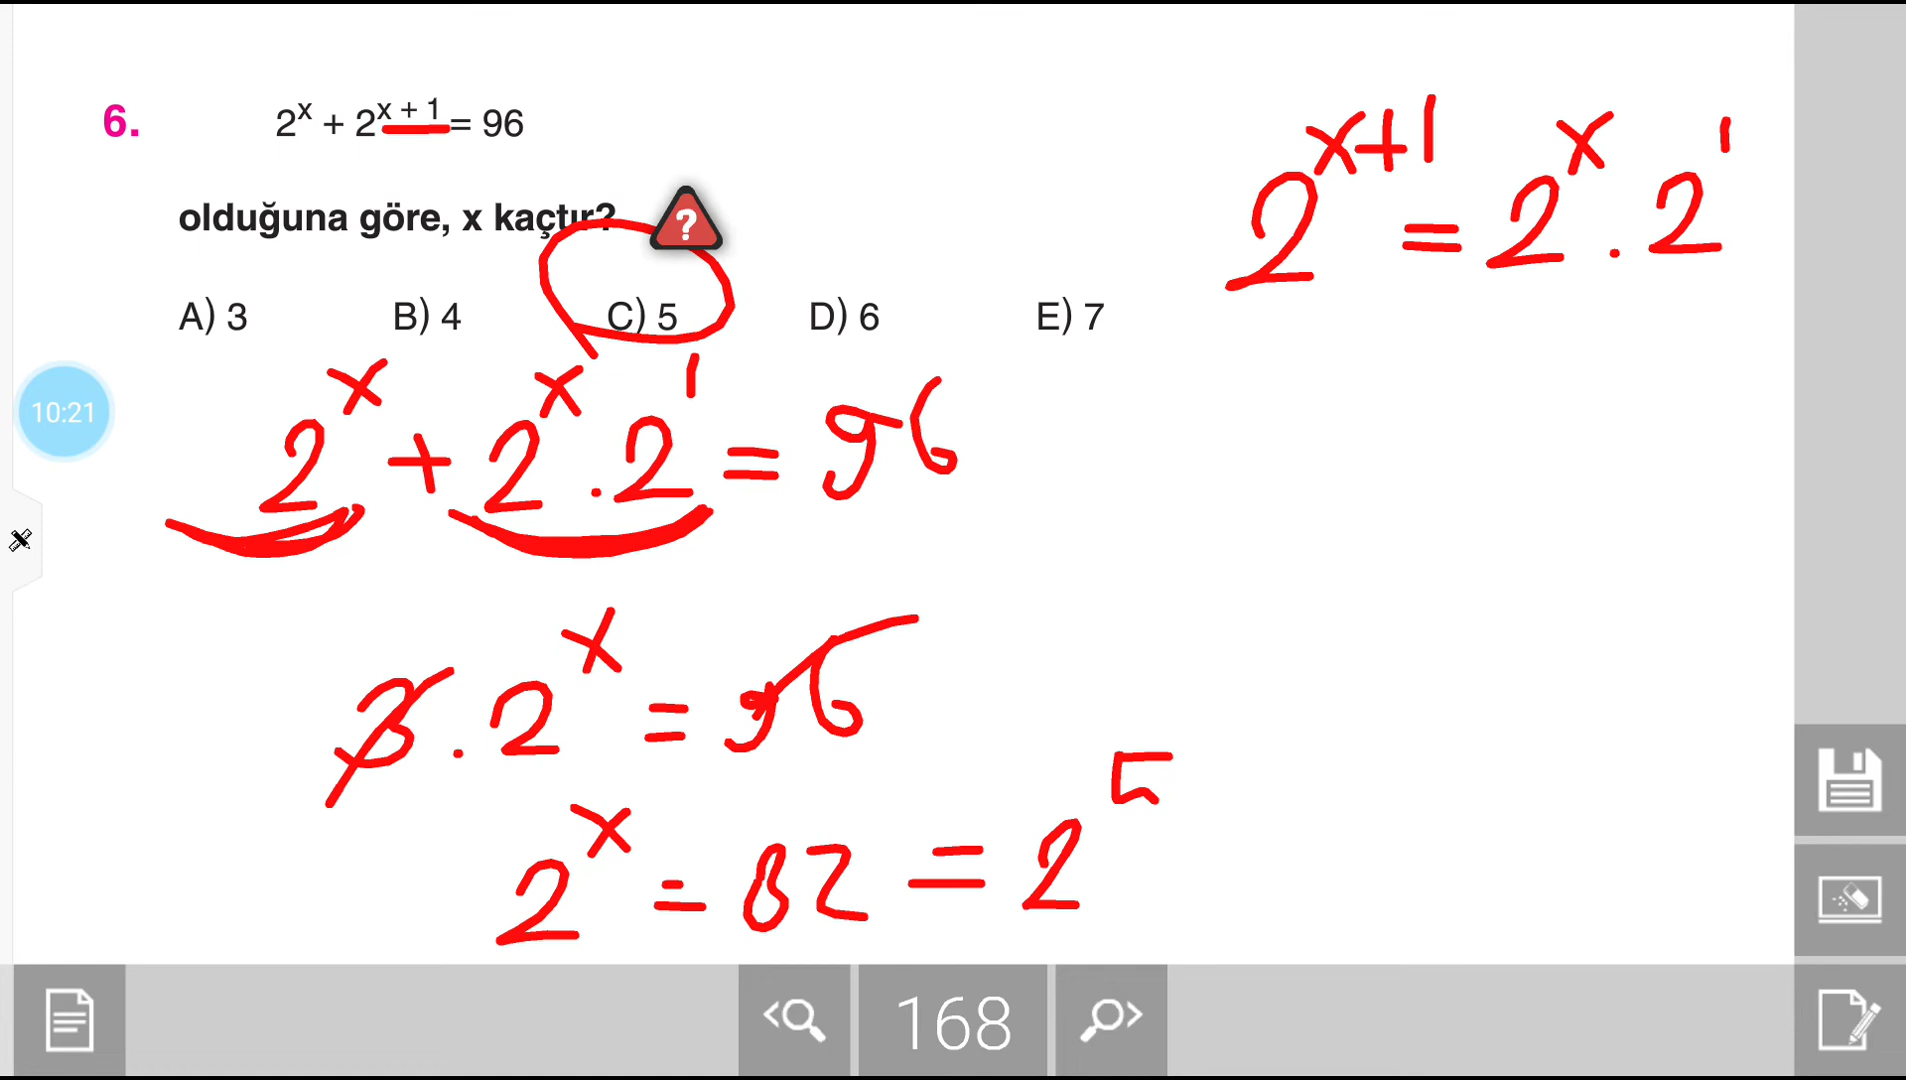 6. 2^x + 2^(x + 1) = 96
2^(x+1) = 2^x . 2^1
olduğuna göre, x kaçtır?
?
A) 3 B) 4 C) 5 D) 6 E) 7
10:21
2^x + 2^x . 2^1 = 96
3 . 2^x = 96
2^x = 32 = 2^5
168